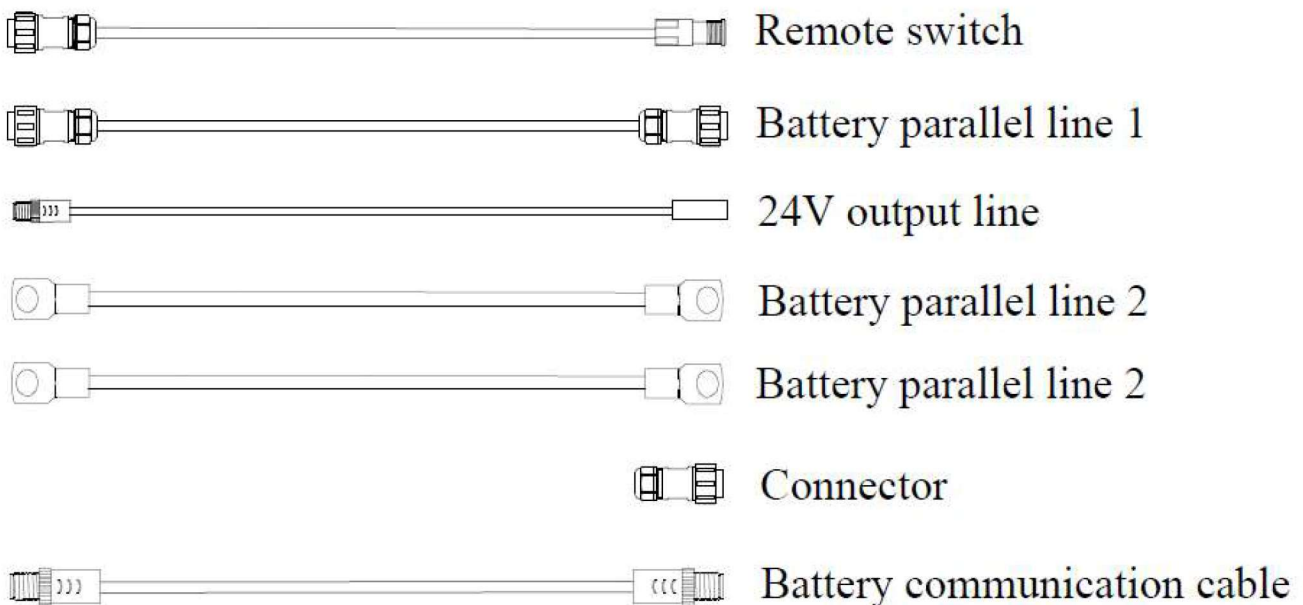 Remote switch
Battery parallel line 1
24V output line
Battery parallel line 2
Battery parallel line 2
Connector
Battery communication cable